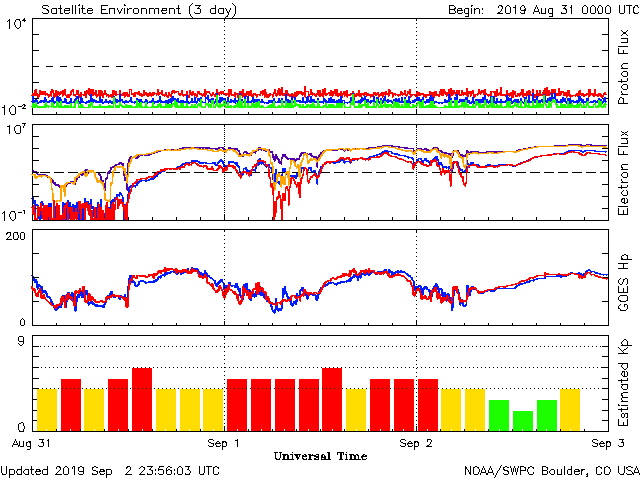 Satellite Environment (3 day) Begin: 2019 Aug 31 0000 UTC
10^4
10^-2
Proton Flux
10^7
10^-1
Electron Flux
200
100
0
GOES Hp
9
0
Estimated Kp
Aug 31 Sep 1 Sep 2 Sep 3
Universal Time
Updated 2019 Sep 2 23:56:03 UTC NOAA/SWPC Boulder, CO USA